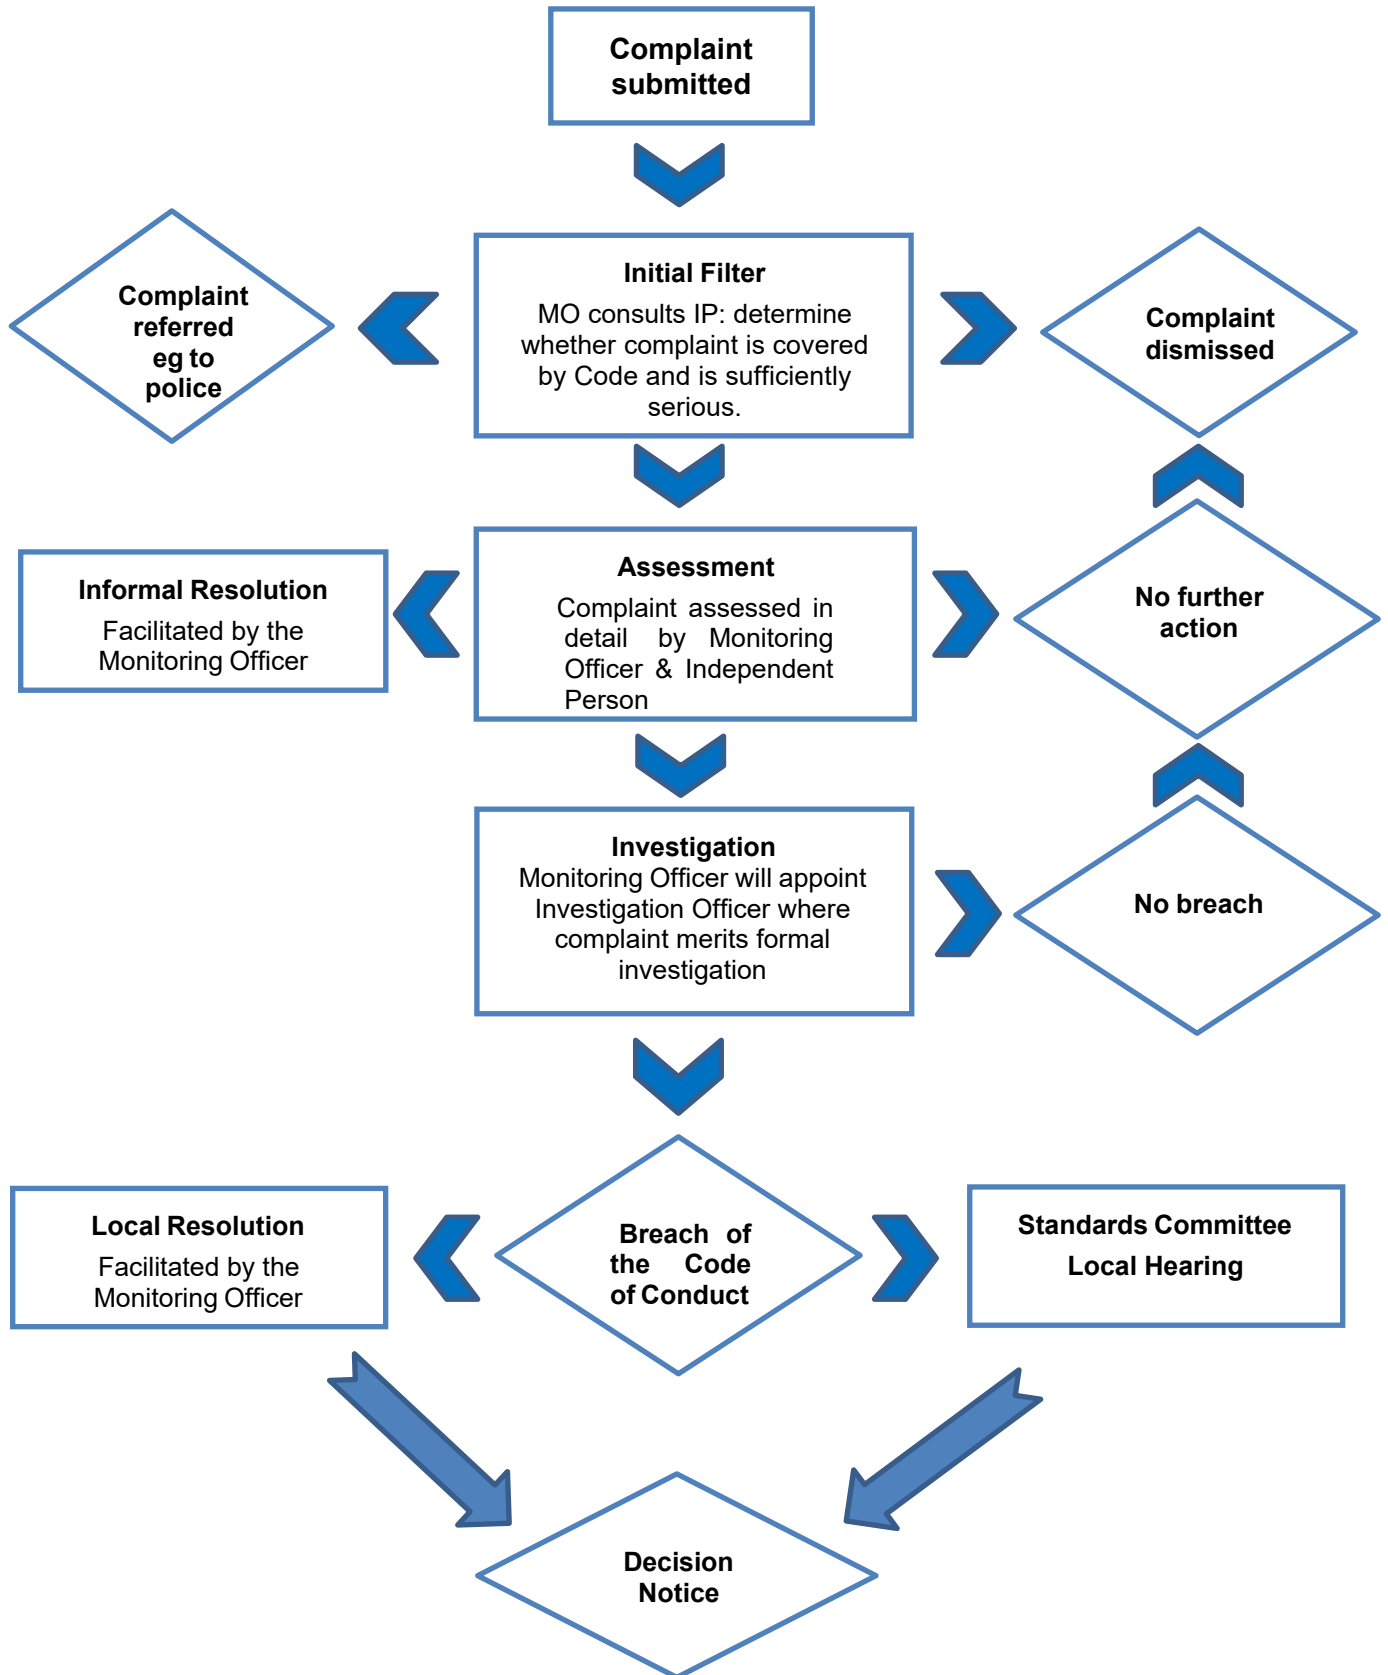 Complaint
submitted
Complaint
referred
eg to
police
Initial Filter
MO consults IP: determine
whether complaint is covered
by Code and is sufficiently
serious.
Complaint
dismissed
Informal Resolution
Facilitated by the
Monitoring Officer
Assessment
Complaint assessed in
detail by Monitoring
Officer & Independent
Person
No further
action
Investigation
Monitoring Officer will appoint
Investigation Officer where
complaint merits formal
investigation
No breach
Local Resolution
Facilitated by the
Monitoring Officer
Breach of
the Code
of Conduct
Standards Committee
Local Hearing
Decision
Notice